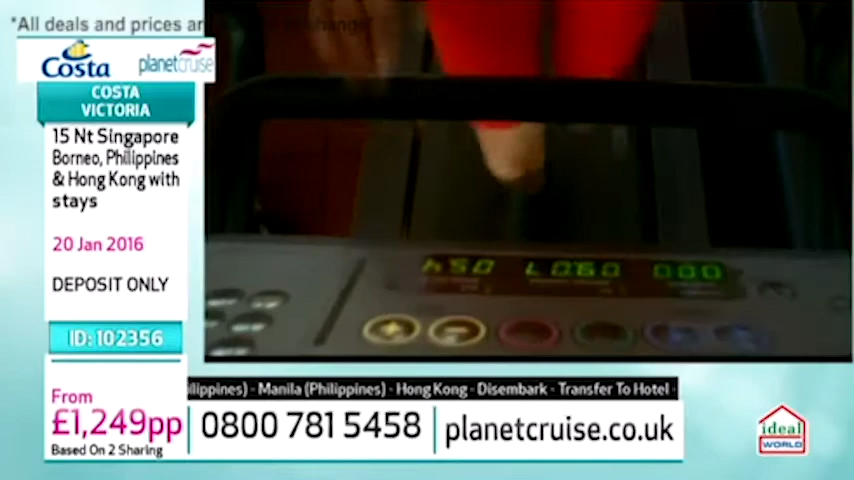 *All deals and prices ar
Costa
planetcruise
COSTA
VICTORIA
15 Nt Singapore
Borneo, Philippines
& Hong Kong with
stays
20 Jan 2016
DEPOSIT ONLY
ID: 102356
From
£1,249pp
Based On 2 Sharing
ilippines) - Manila (Philippines) - Hong Kong - Disembark - Transfer To Hotel -
0800 781 5458
planetcruise.co.uk
ideal
WORLD
000